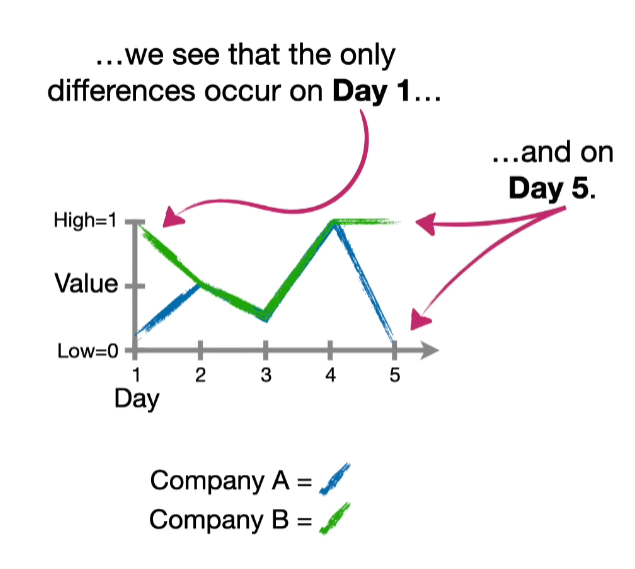 …we see that the only
differences occur on Day 1…
…and on
Day 5.
High=1
Value
Low=0
1 2 3 4 5
Day
Company A =
Company B =